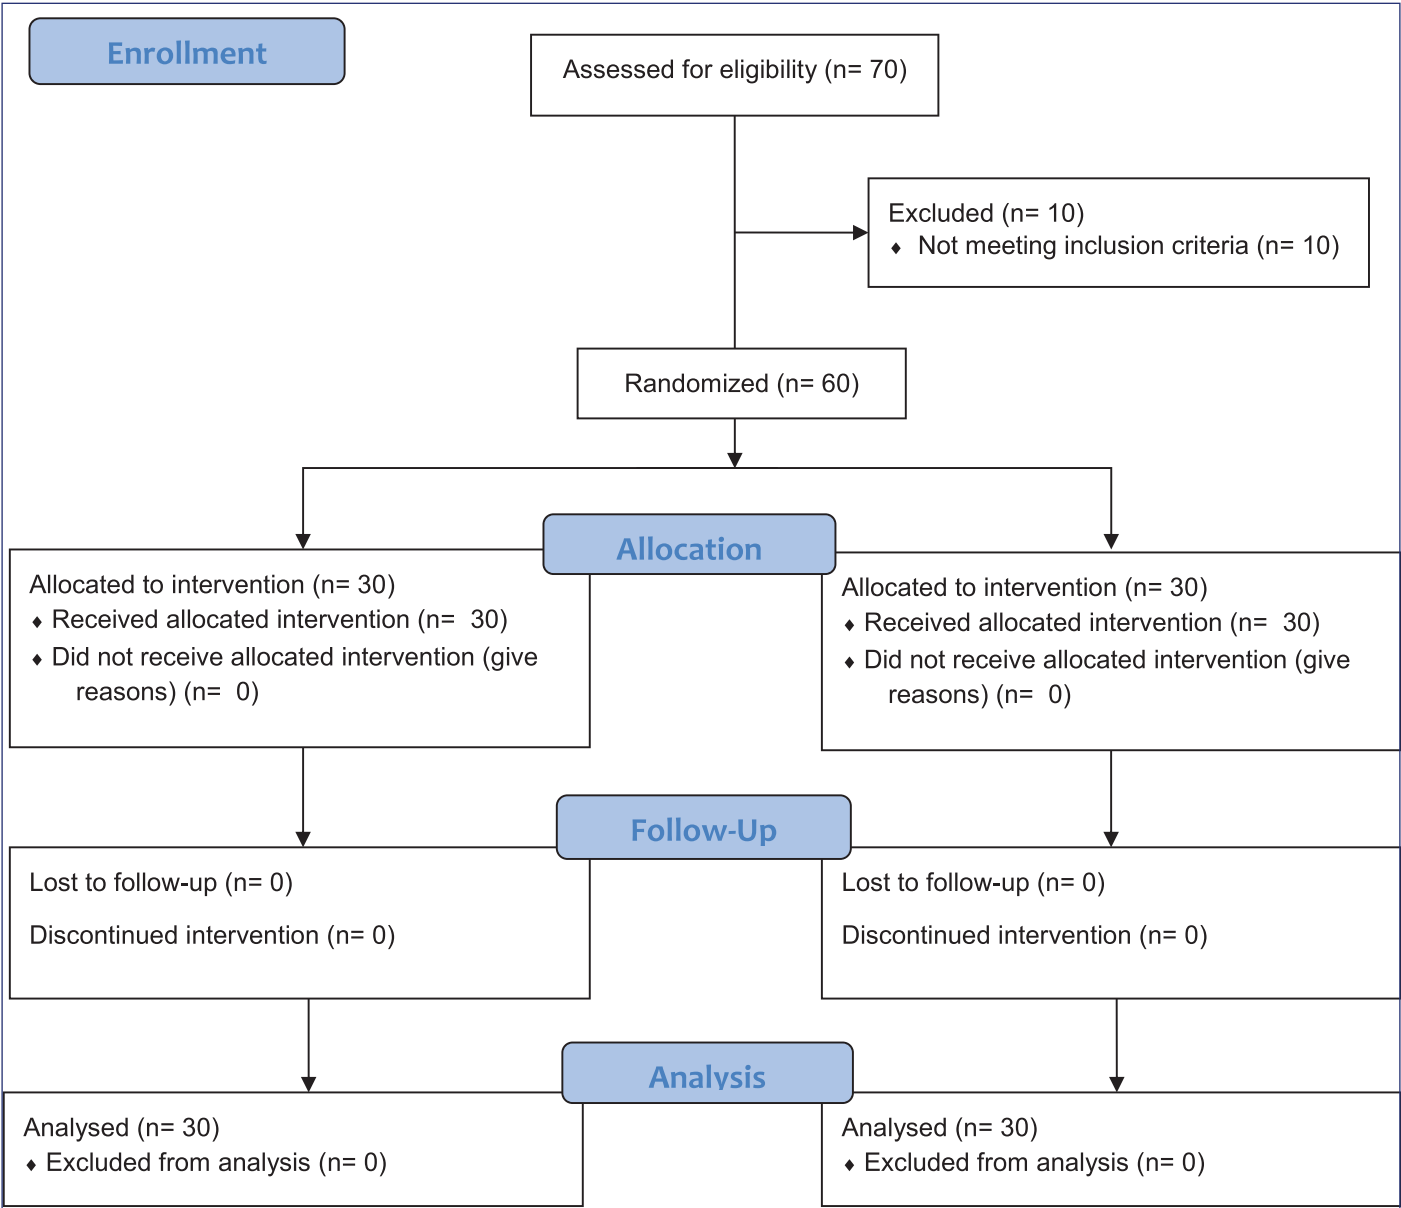 Enrollment
Assessed for eligibility (n= 70)
Excluded (n= 10)
♦ Not meeting inclusion criteria (n= 10)
Randomized (n= 60)
Allocation
Allocated to intervention (n= 30)
♦ Received allocated intervention (n= 30)
♦ Did not receive allocated intervention (give
reasons) (n= 0)
Allocated to intervention (n= 30)
♦ Received allocated intervention (n= 30)
♦ Did not receive allocated intervention (give
reasons) (n= 0)
Follow-Up
Lost to follow-up (n= 0)
Discontinued intervention (n= 0)
Lost to follow-up (n= 0)
Discontinued intervention (n= 0)
Analysis
Analysed (n= 30)
♦ Excluded from analysis (n= 0)
Analysed (n= 30)
♦ Excluded from analysis (n= 0)